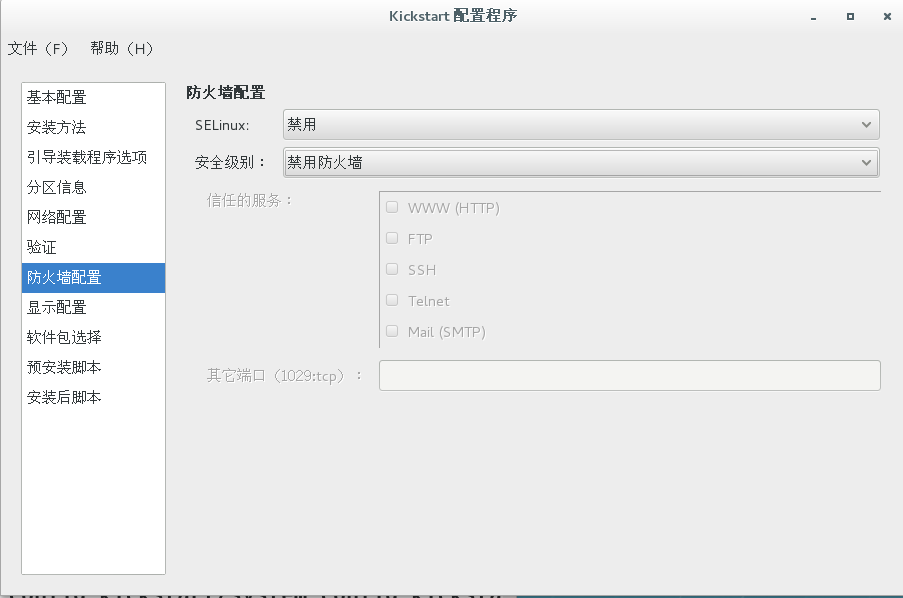 Kickstart 配置程序
文件（F） 帮助（H）
基本配置
安装方法
引导装载程序选项
分区信息
网络配置
验证
防火墙配置
显示配置
软件包选择
预安装脚本
安装后脚本
防火墙配置
SELinux: 禁用
安全级别： 禁用防火墙
信任的服务：
WWW (HTTP)
FTP
SSH
Telnet
Mail (SMTP)
其它端口（1029:tcp）：